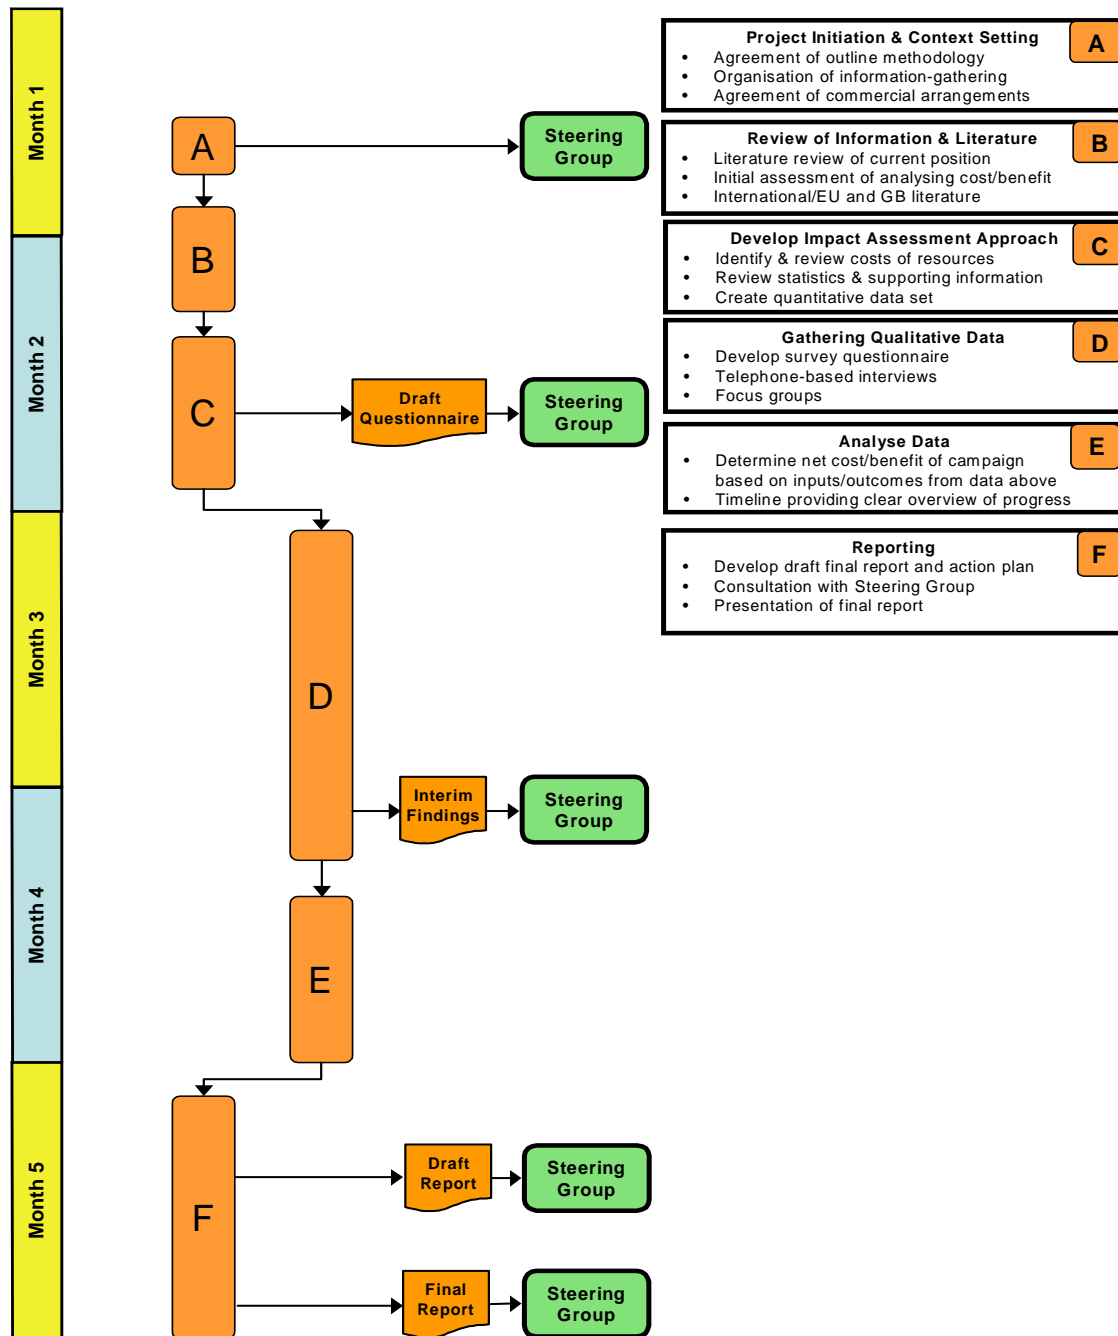 Month 1
Month 2
Month 3
Month 4
Month 5
A
Steering
Group
B
C
Draft
Questionnaire
Steering
Group
D
Interim
Findings
Steering
Group
E
F
Draft
Report
Steering
Group
Final
Report
Steering
Group
Project Initiation & Context Setting
A
• Agreement of outline methodology
• Organisation of information-gathering
• Agreement of commercial arrangements
Review of Information & Literature
B
• Literature review of current position
• Initial assessment of analysing cost/benefit
• International/EU and GB literature
Develop Impact Assessment Approach
C
• Identify & review costs of resources
• Review statistics & supporting information
• Create quantitative data set
Gathering Qualitative Data
D
• Develop survey questionnaire
• Telephone-based interviews
• Focus groups
Analyse Data
E
• Determine net cost/benefit of campaign
based on inputs/outcomes from data above
• Timeline providing clear overview of progress
Reporting
F
• Develop draft final report and action plan
• Consultation with Steering Group
• Presentation of final report